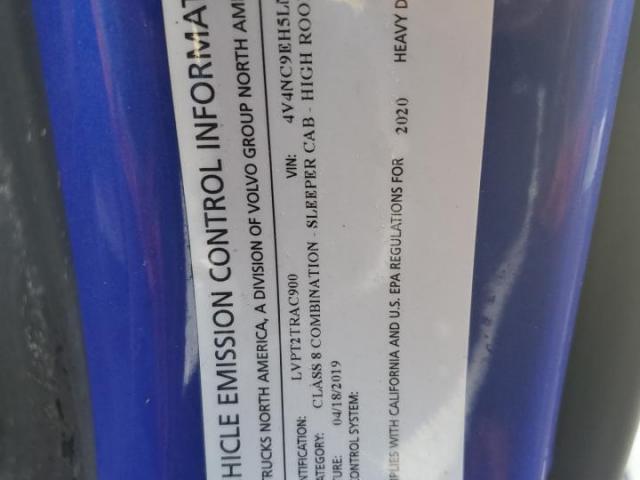 HICLE EMISSION CONTROL INFORMAT
TRUCKS NORTH AMERICA, A DIVISION OF VOLVO GROUP NORTH AM
NTIFICATION: LVPT2TRAC900 VIN: 4V4NC9EH5L
ATEGORY: CLASS 8 COMBINATION - SLEEPER CAB - HIGH ROO
URE: 04/18/2019
CONTROL SYSTEM:
PLIES WITH CALIFORNIA AND U.S. EPA REGULATIONS FOR 2020 HEAVY D